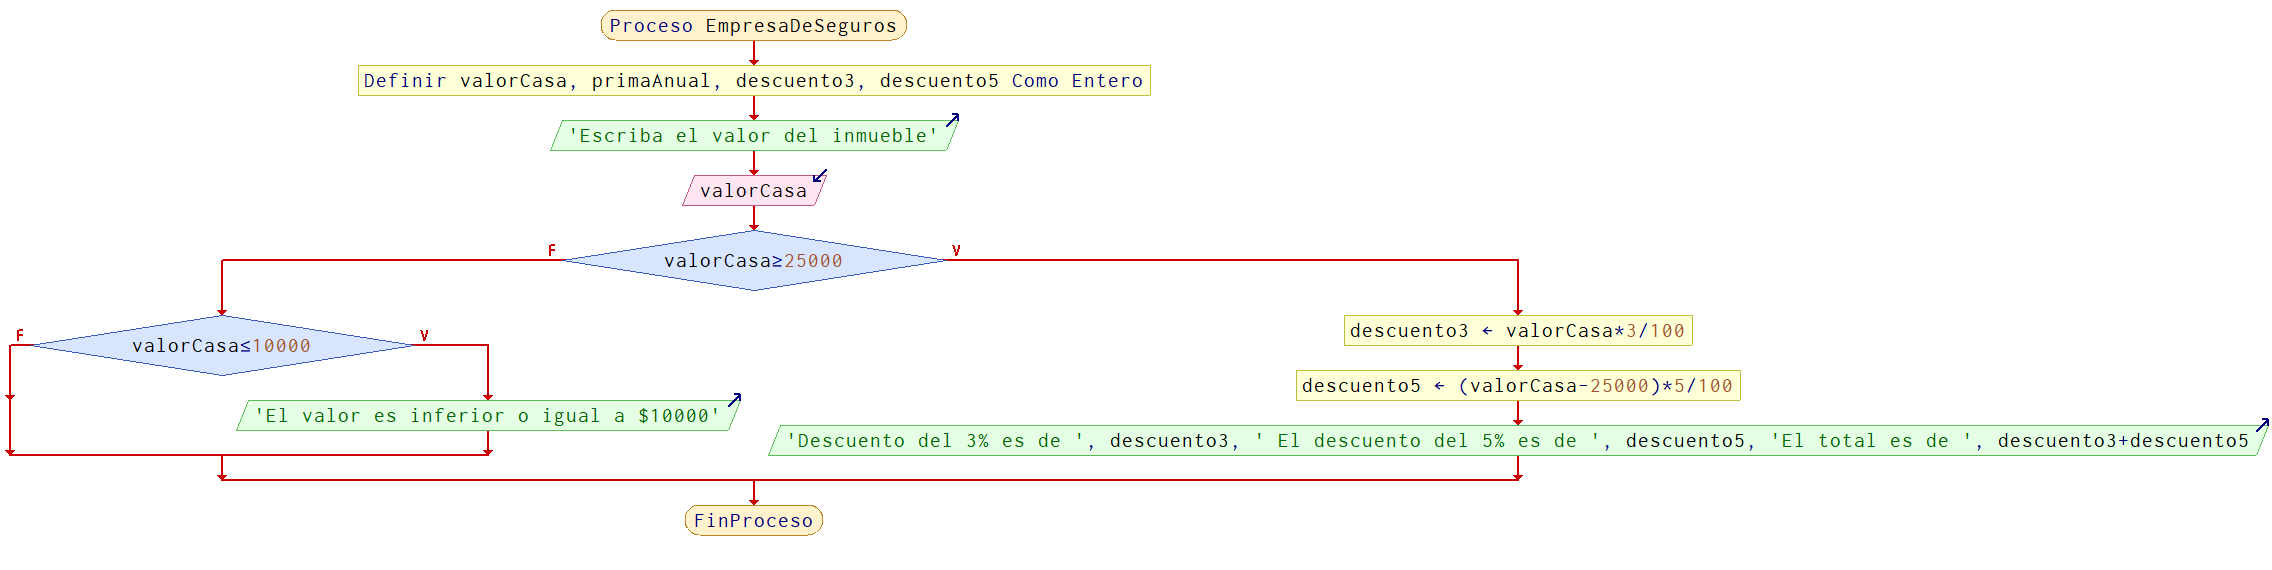 Proceso EmpresaDeSeguros
Definir valorCasa, primaAnual, descuento3, descuento5 Como Entero
'Escriba el valor del inmueble'
valorCasa
F
V
valorCasa≥25000
F
V
valorCasa≤10000
descuento3 ← valorCasa*3/100
descuento5 ← (valorCasa-25000)*5/100
'El valor es inferior o igual a $10000'
'Descuento del 3% es de ', descuento3, ' El descuento del 5% es de ', descuento5, 'El total es de ', descuento3+descuento5
FinProceso